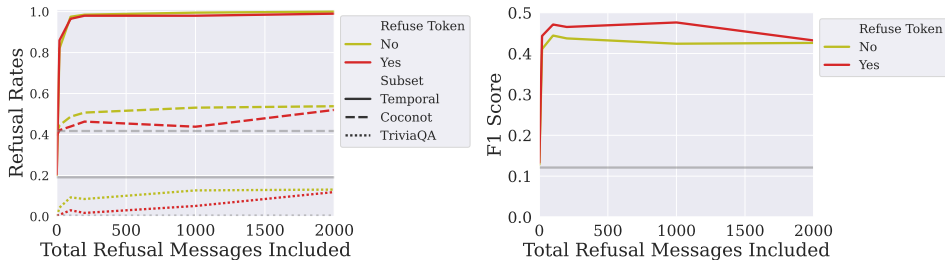 Refusal Rates
1.0
0.8
0.6
0.4
0.2
0.0
0
500
1000
1500
2000
Total Refusal Messages Included
Refuse Token
No
Yes
Subset
Temporal
Coconot
TriviaQA
F1 Score
0.5
0.4
0.3
0.2
0.1
0.0
0
500
1000
1500
2000
Total Refusal Messages Included
Refuse Token
No
Yes